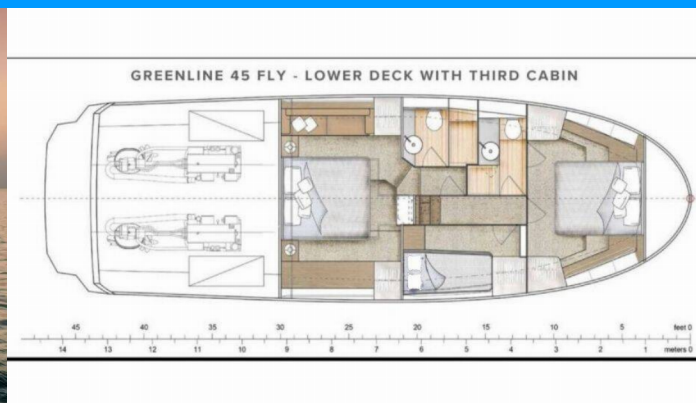 GREENLINE 45 FLY - LOWER DECK WITH THIRD CABIN
45 40 35 30 25 20 15 10 5 feet 0
14 13 12 11 10 9 8 7 6 5 4 3 2 1 meters 0